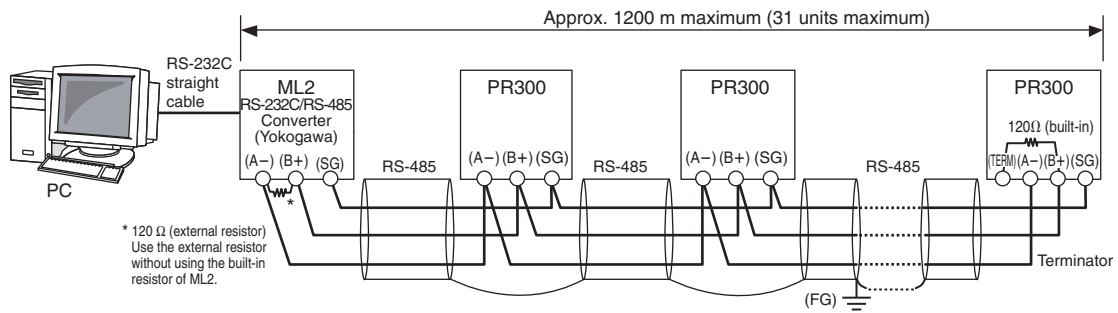 Approx. 1200 m maximum (31 units maximum)
RS-232C
straight
cable
PC
ML2
RS-232C/RS-485
Converter
(Yokogawa)
(A−) (B+) (SG)
*
* 120 Ω (external resistor)
Use the external resistor
without using the built-in
resistor of ML2.
RS-485
PR300
(A−) (B+) (SG)
RS-485
PR300
(A−) (B+) (SG)
RS-485
(FG)
PR300
120Ω (built-in)
(TERM) (A−) (B+) (SG)
Terminator